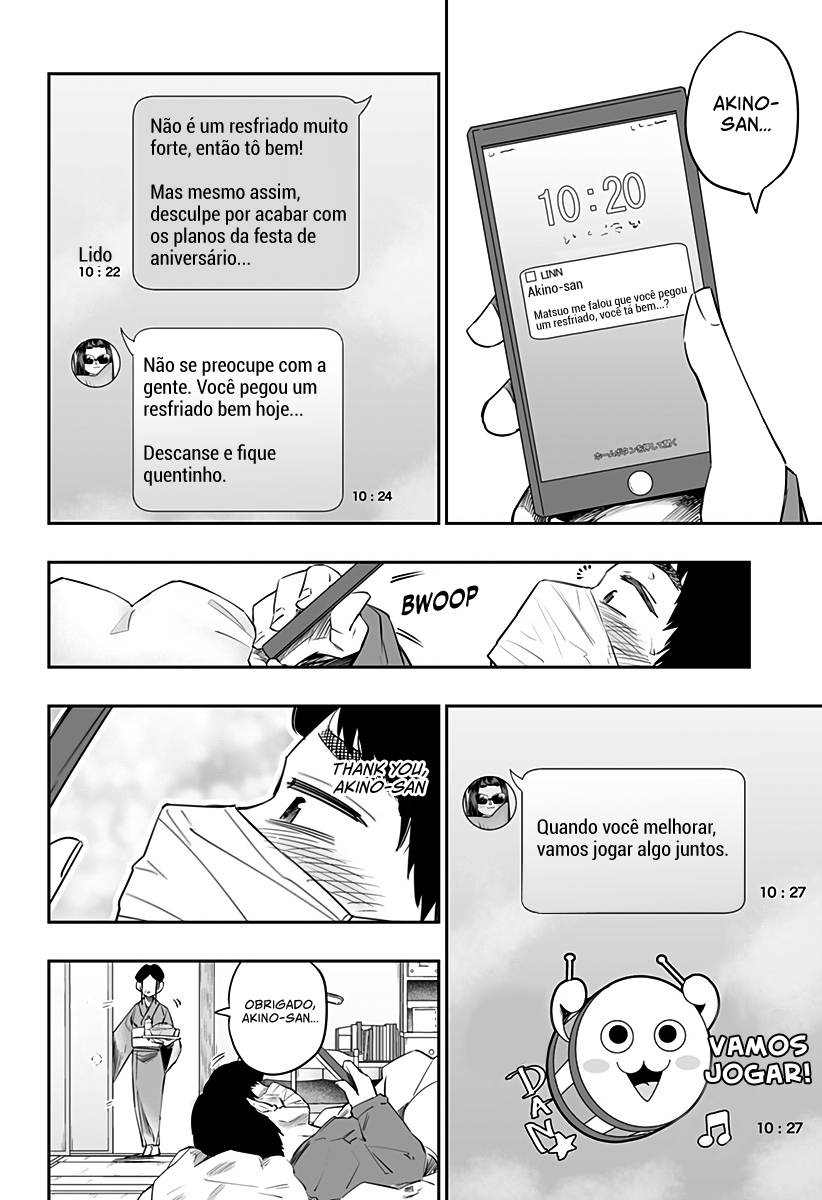 AKINO-
SAN...
10:20
LINN
Akino-san
Matsuo me falou que você pegou
um resfriado, você tá bem...?
Não é um resfriado muito
forte, então tô bem!
Mas mesmo assim,
desculpe por acabar com
os planos da festa de
aniversário...
Lido
10:22
Não se preocupe com a
gente. Você pegou um
resfriado bem hoje...
Descanse e fique
quentinho.
10:24
BWOOP
Quando você melhorar,
vamos jogar algo juntos.
10:27
VAMOS
JOGAR!
DAN
10:27
THANK YOU,
AKINO-SAN
OBRIGADO,
AKINO-SAN...